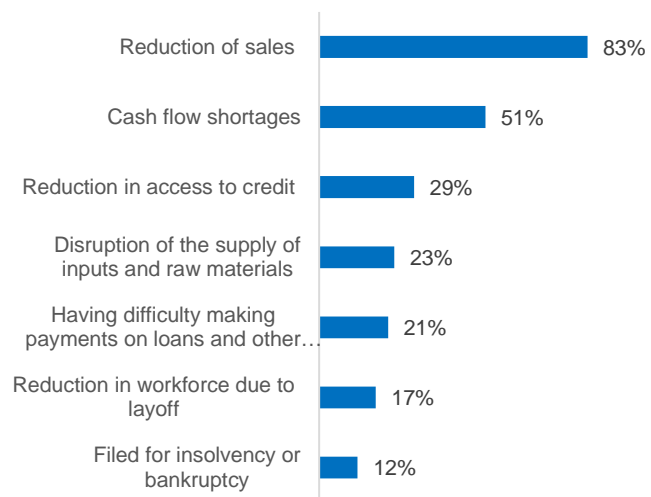 Reduction of sales
83%
Cash flow shortages
51%
Reduction in access to credit
29%
Disruption of the supply of
inputs and raw materials
23%
Having difficulty making
payments on loans and other…
21%
Reduction in workforce due to
layoff
17%
Filed for insolvency or
bankruptcy
12%